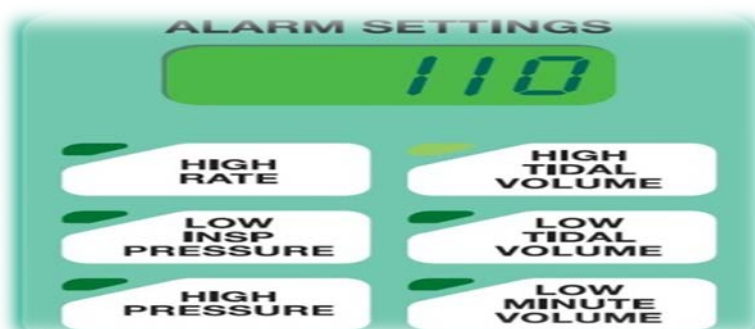 ALARM SETTINGS
110
HIGH
RATE
HIGH
TIDAL
VOLUME
LOW
INSP
PRESSURE
LOW
TIDAL
VOLUME
HIGH
PRESSURE
LOW
MINUTE
VOLUME